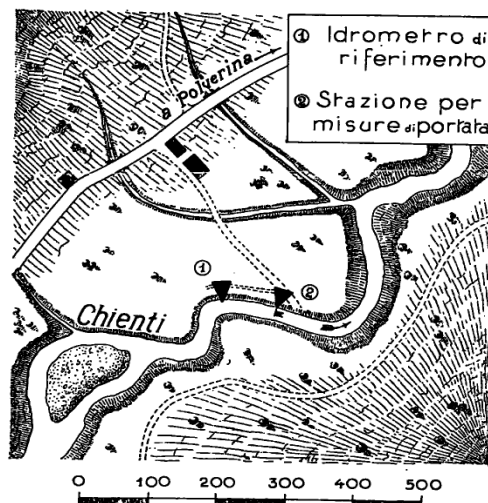 ① Idrometro di
riferimento
② Stazione per
misure di portata
a Polverina
①
②
Chienti
0 100 200 300 400 500